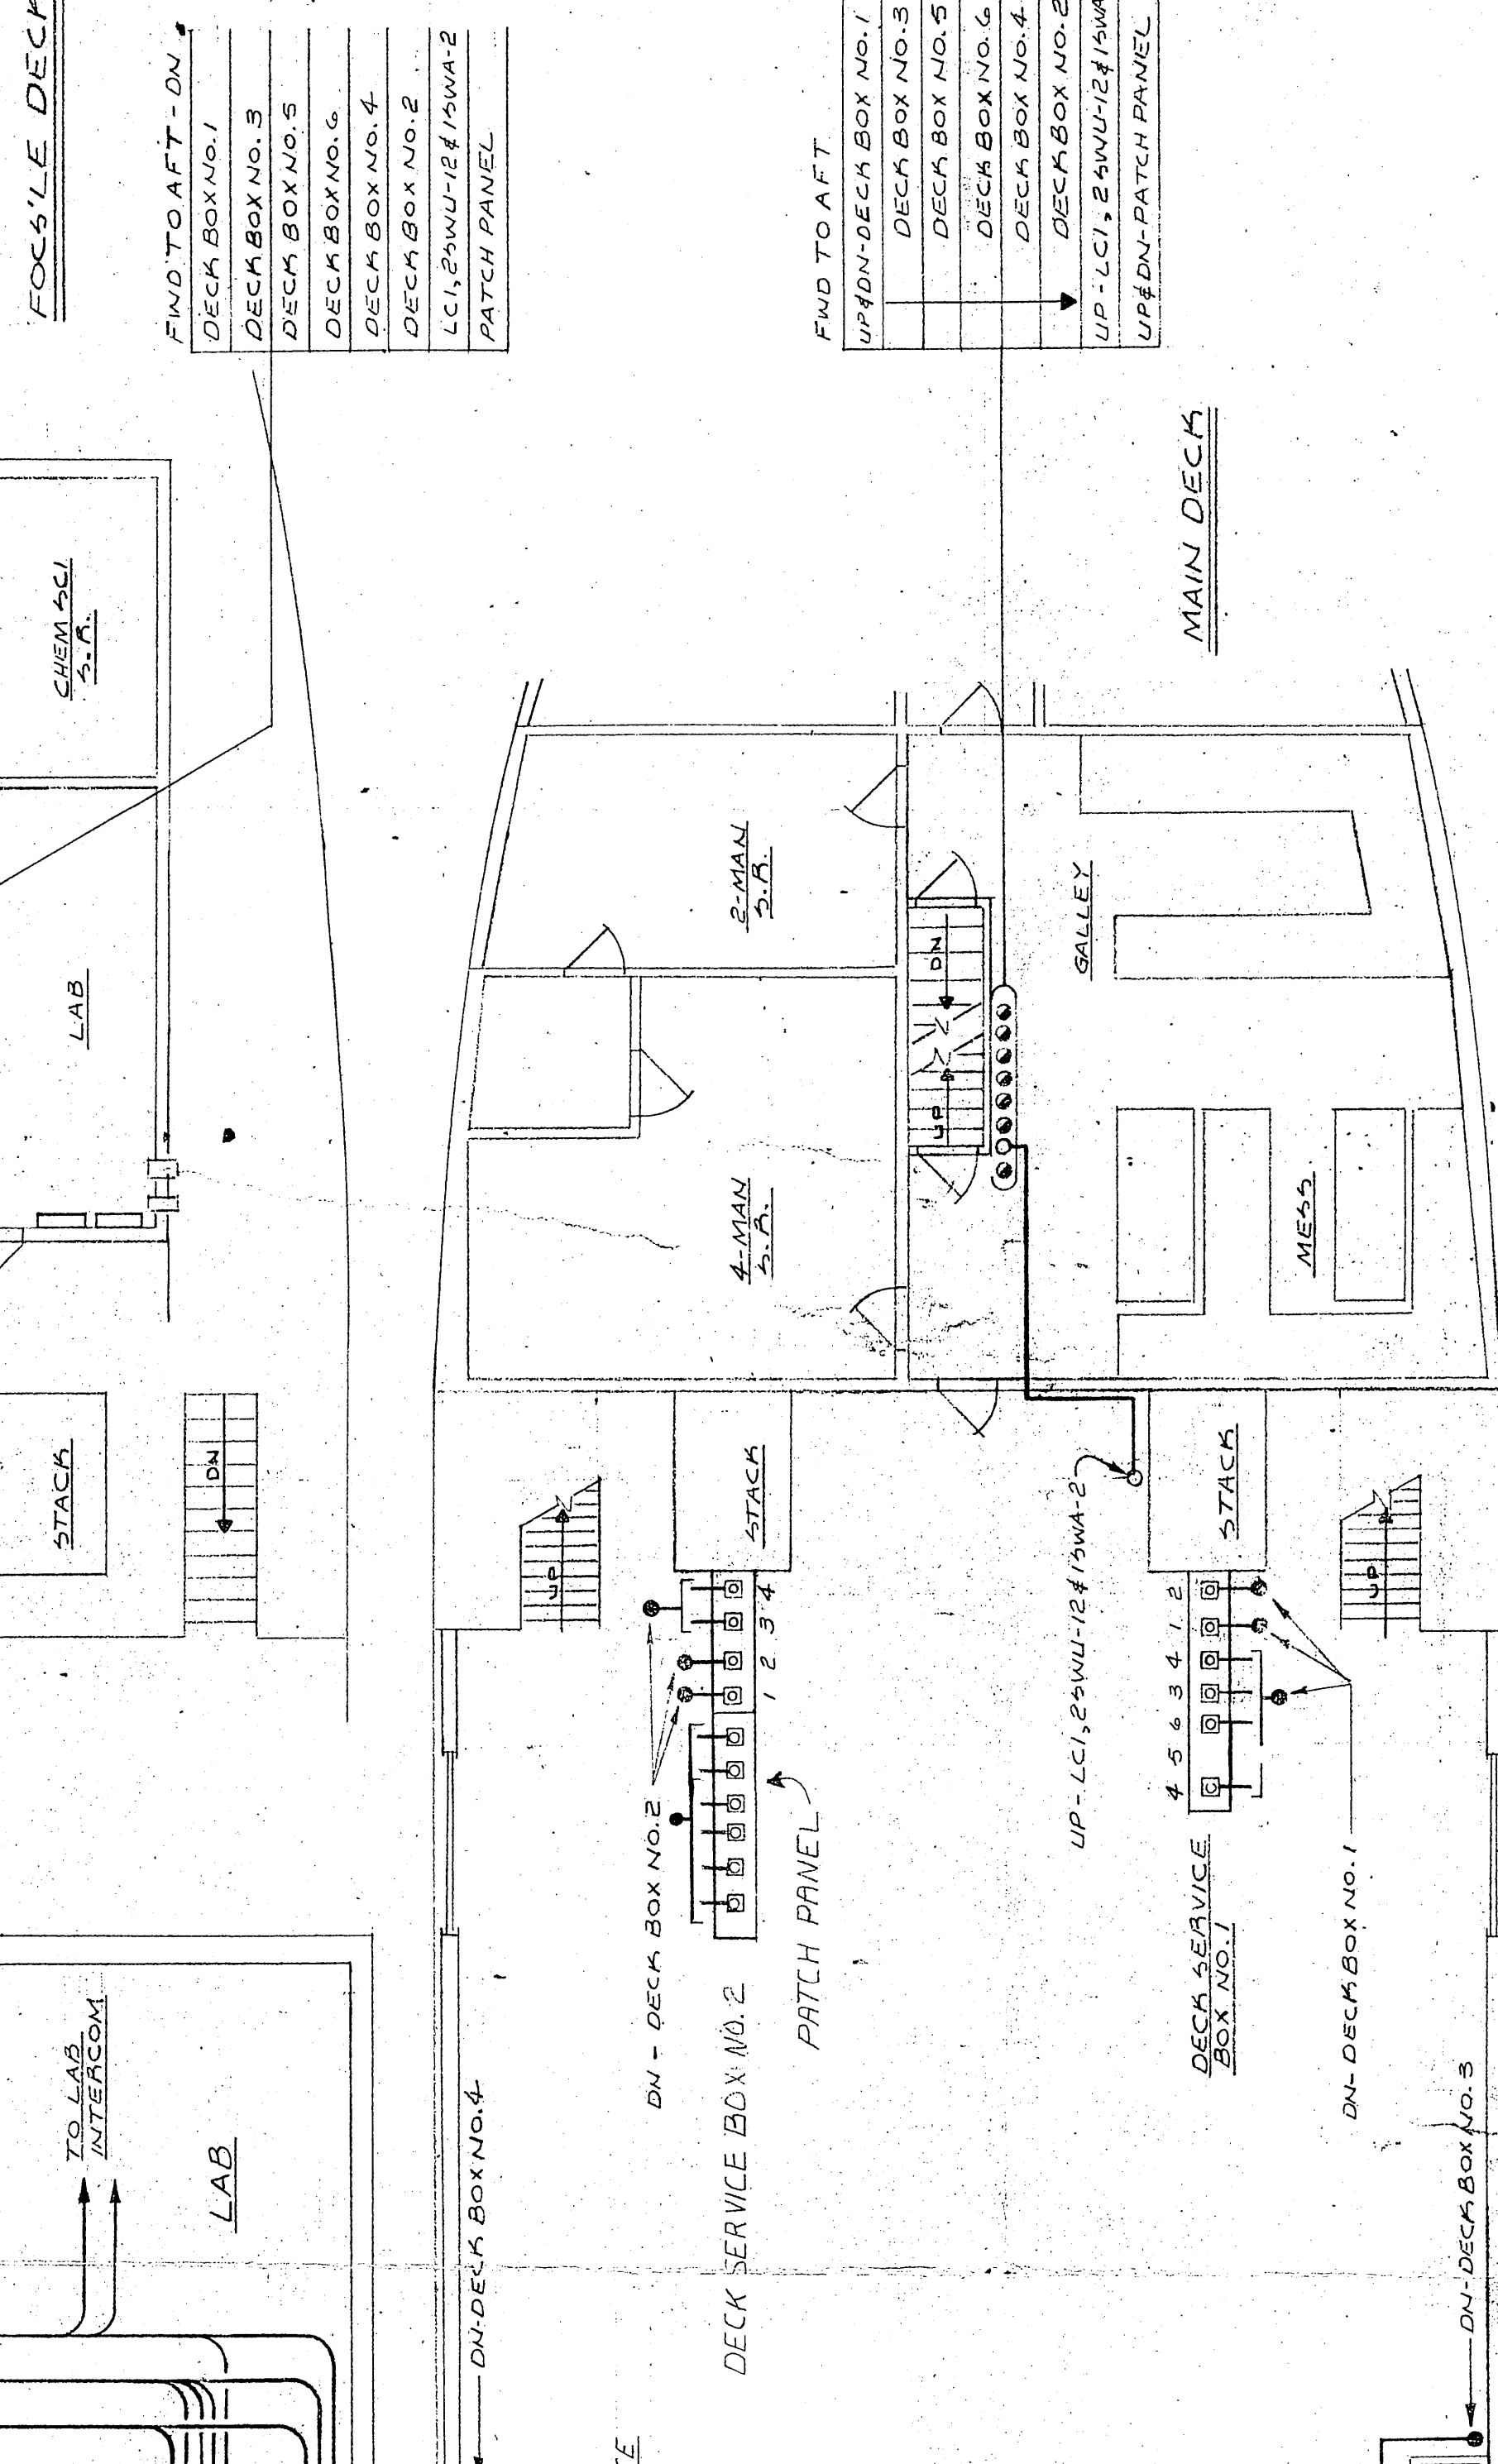 FOCS'LE DECK
FWD TO AFT - DN
DECK BOX NO.1
DECK BOX NO.3
DECK BOX NO.5
DECK BOX NO.6
DECK BOX NO.4
DECK BOX NO.2
LC1,2SWU-12¢1SWA-2
PATCH PANEL
FWD TO AFT
UP¢DN-DECK BOX NO.1
DECK BOX NO.3
DECK BOX NO.5
DECK BOX NO.6
DECK BOX NO.4
DECK BOX NO.2
UP-LC1,2SWU-12¢1SWA
UP¢DN-PATCH PANEL
CHEM SCI
S.R.
LAB
STACK
DN
MAIN DECK
2-MAN
S.R.
4-MAN
S.R.
DN
UP
GALLEY
MESS
UP
STACK
STACK
UP
UP-LC1,2SWU-12¢1SWA-2
1 2 3 4
4 5 6 3 4 1 2
C
DN - DECK BOX NO.2
PATCH PANEL
DECK SERVICE BOX NO.2
DECK SERVICE
BOX NO.1
DN-DECK BOX NO.1
TO LAB
INTERCOM
LAB
DN-DECK BOX NO.4
DN-DECK BOX NO.3